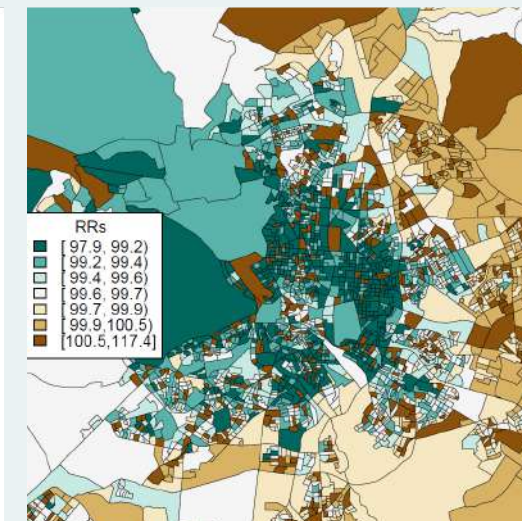 RRs
[ 97.9, 99.2)
[ 99.2, 99.4)
[ 99.4, 99.6)
[ 99.6, 99.7)
[ 99.7, 99.9)
[ 99.9,100.5)
[100.5,117.4]